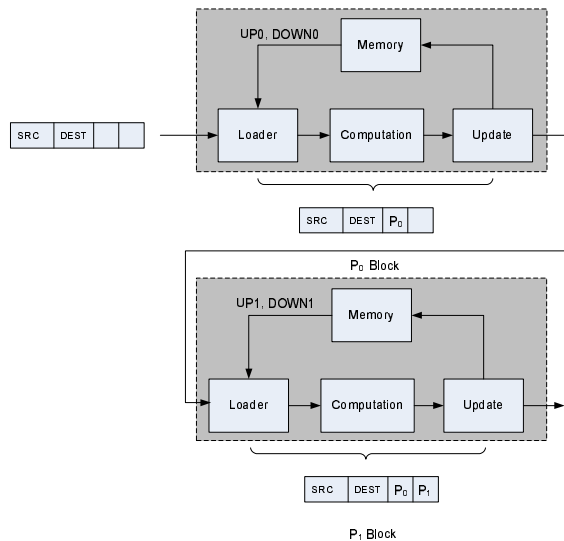 UP0, DOWN0
Memory
SRC DEST
Loader
Computation
Update
SRC DEST P0
P0 Block
UP1, DOWN1
Memory
Loader
Computation
Update
SRC DEST P0 P1
P1 Block